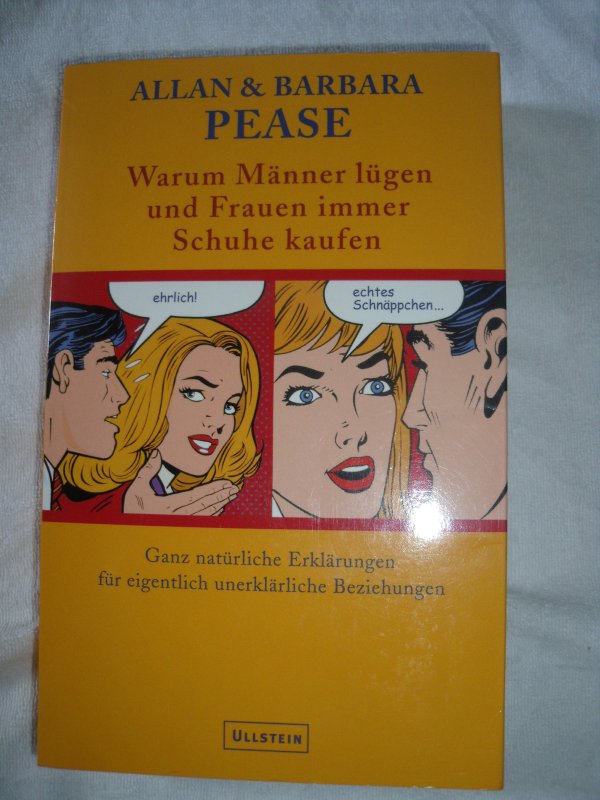 ALLAN & BARBARA
PEASE
Warum Männer lügen
und Frauen immer
Schuhe kaufen
ehrlich!
echtes
Schnäppchen...
Ganz natürliche Erklärungen
für eigentlich unerklärliche Beziehungen
ULLSTEIN